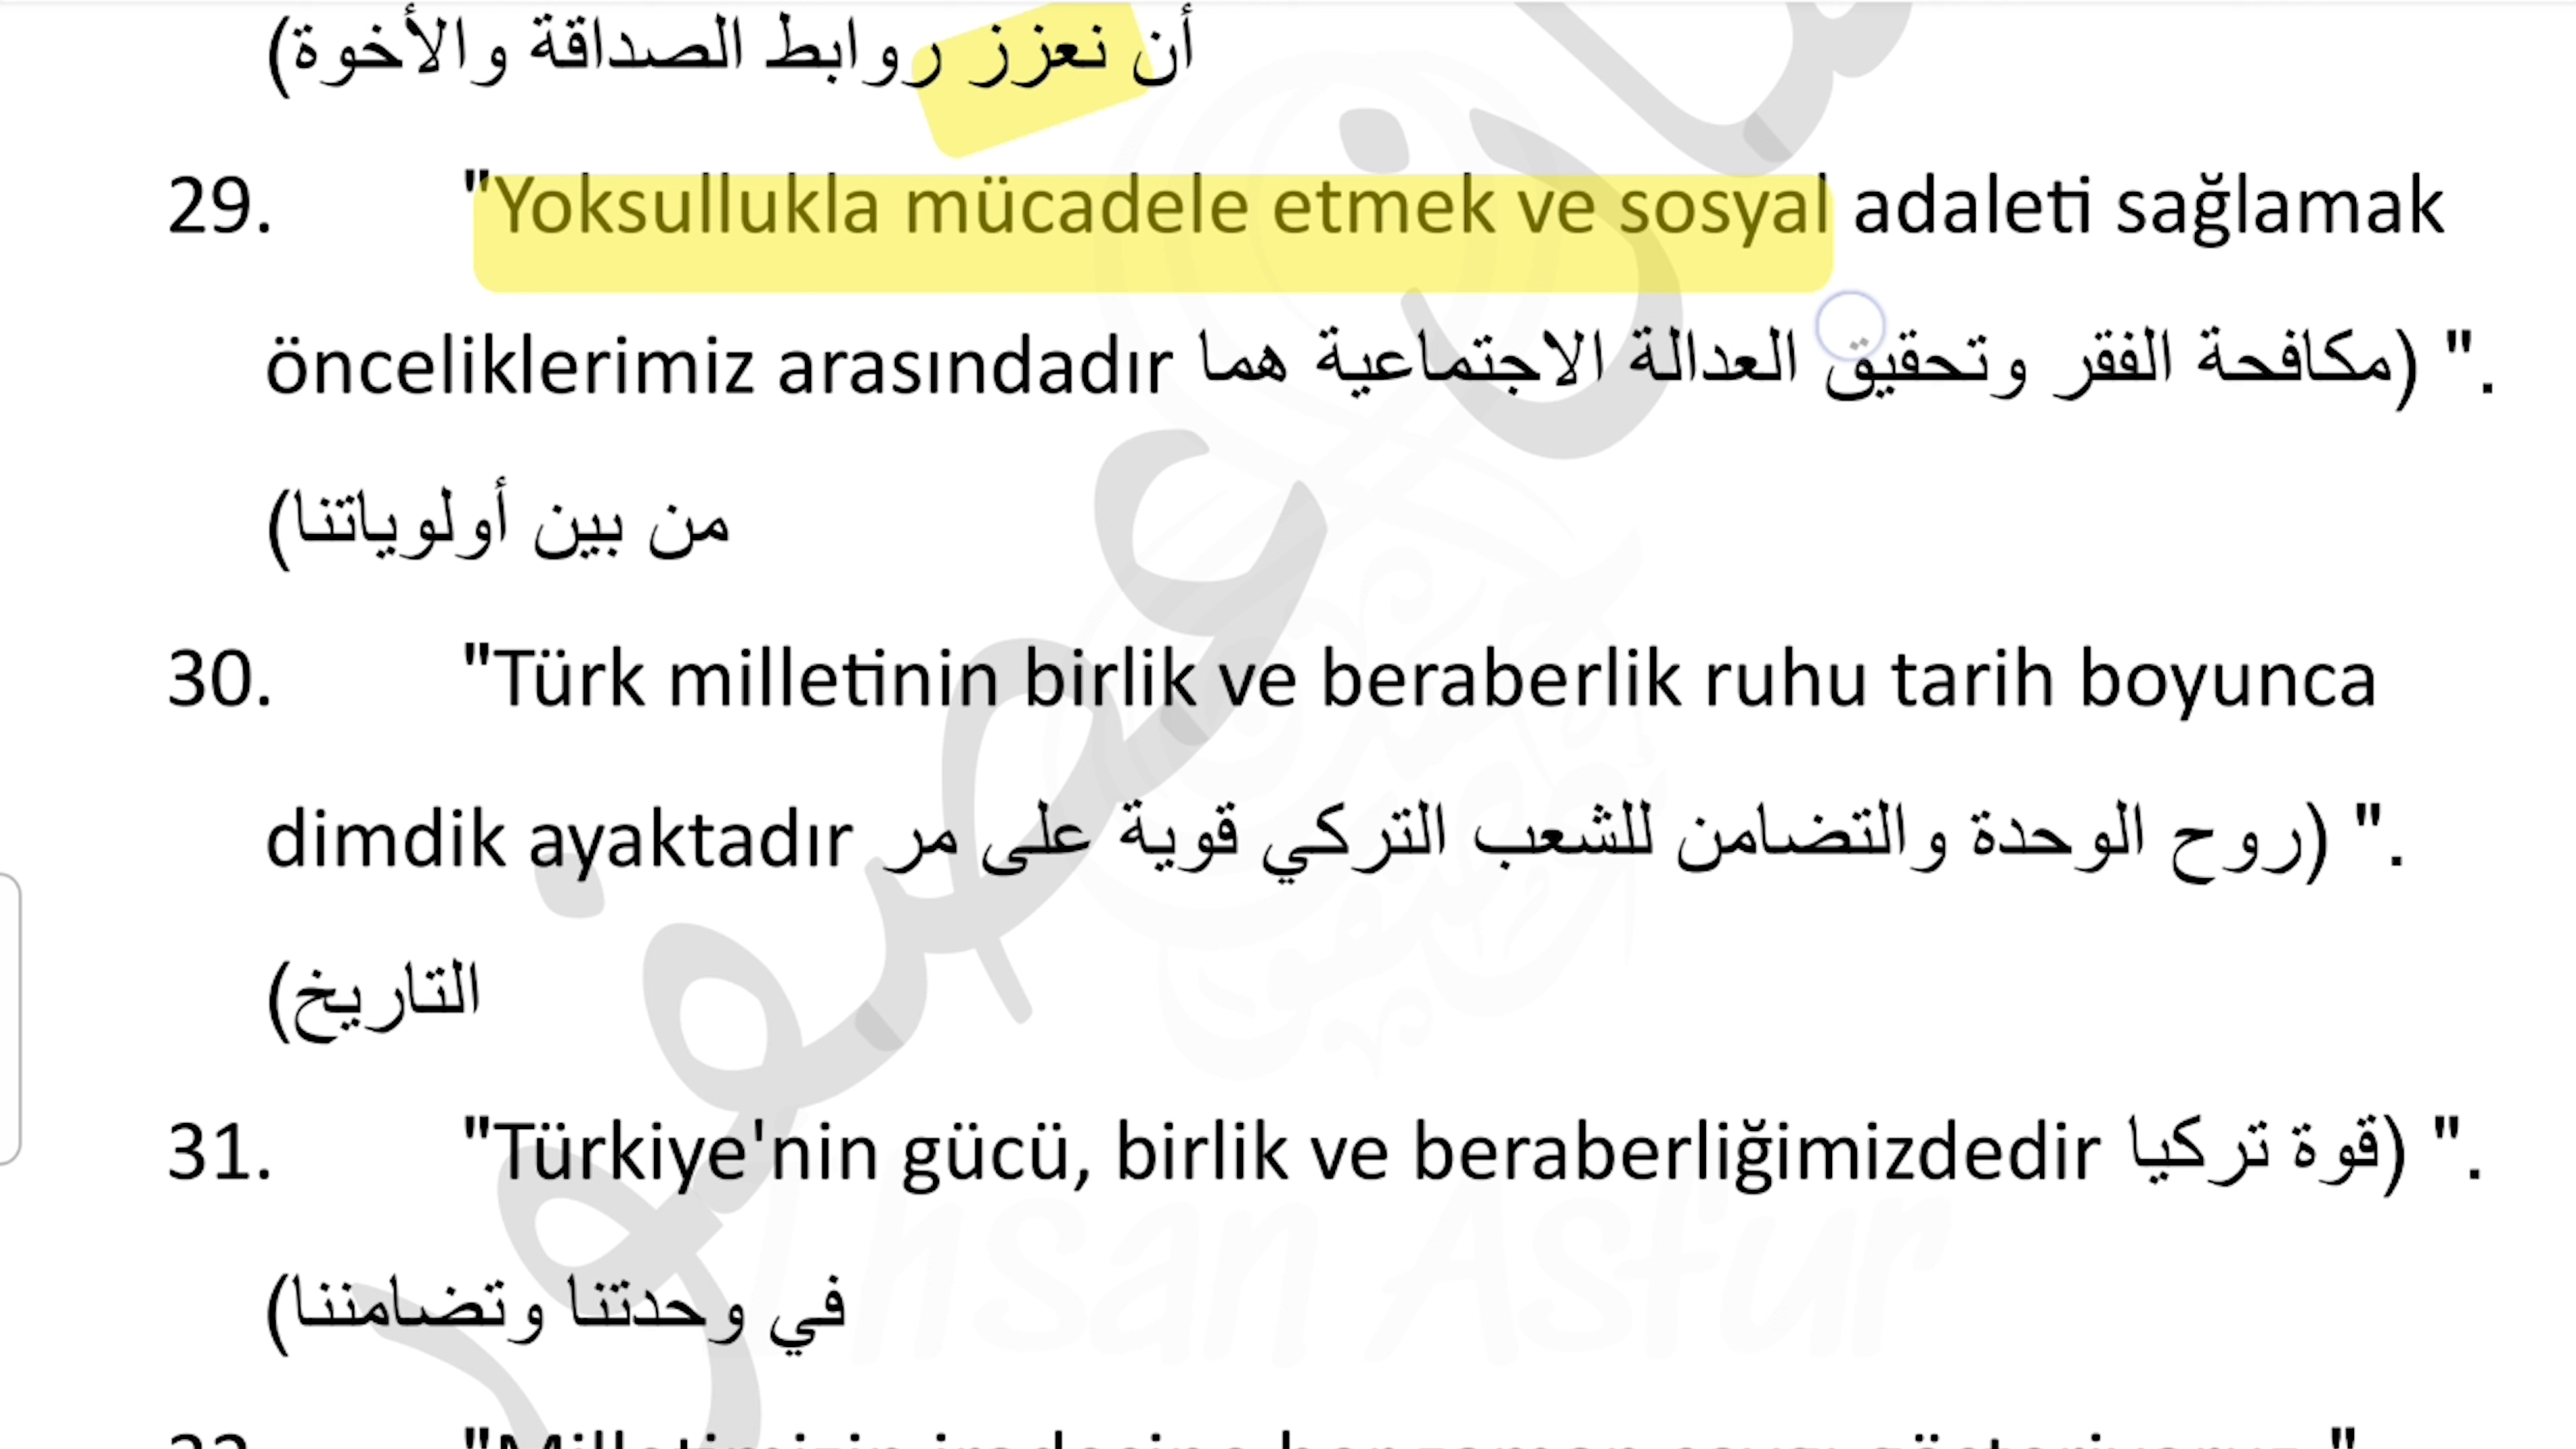 أن نعزز روابط الصداقة والأخوة)
29. "Yoksullukla mücadele etmek ve sosyal adaleti sağlamak
önceliklerimiz arasındadır." (مكافحة الفقر وتحقيق العدالة الاجتماعية هما
من بين أولوياتنا)
30. "Türk milletinin birlik ve beraberlik ruhu tarih boyunca
dimdik ayaktadır." (روح الوحدة والتضامن للشعب التركي قوية على مر
التاريخ)
31. "Türkiye'nin gücü, birlik ve beraberliğimizdedir." (قوة تركيا
في وحدتنا وتضامننا)
Ihsan Asfur